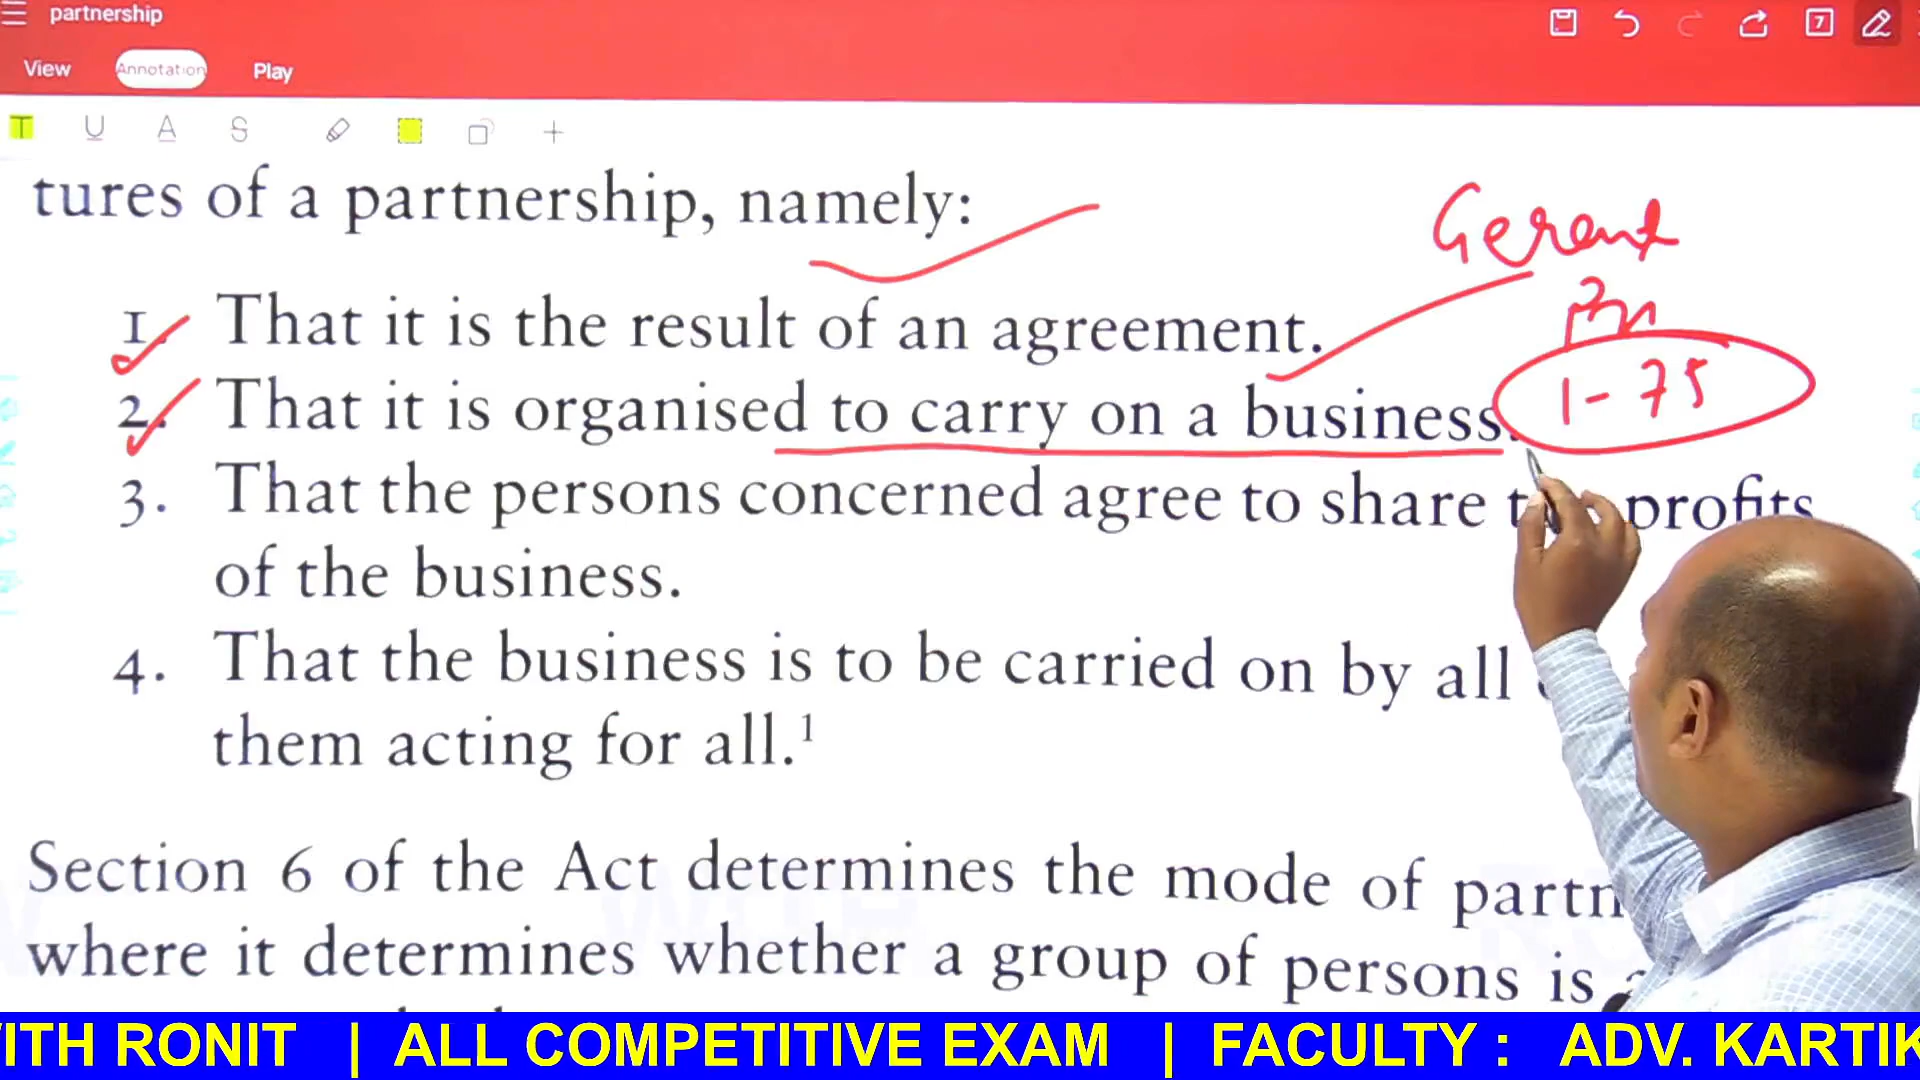 partnership
7
View Annotation Play
T U A S
tures of a partnership, namely:
1. That it is the result of an agreement.
2. That it is organised to carry on a business.
1-75
3. That the persons concerned agree to share profits
of the business.
4. That the business is to be carried on by all
them acting for all.¹
Section 6 of the Act determines the mode of partn
where it determines whether a group of persons is
ITH RONIT | ALL COMPETITIVE EXAM | FACULTY : ADV. KARTIK